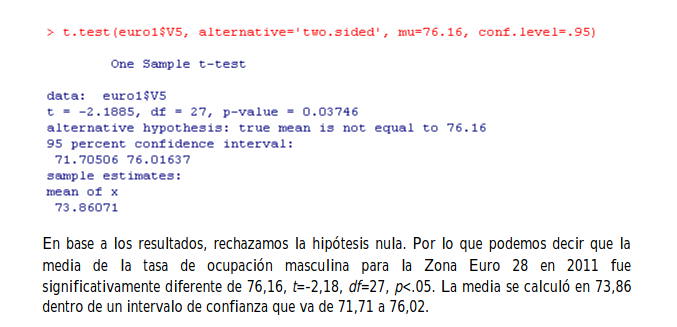 > t.test(euro1$V5, alternative='two.sided', mu=76.16, conf.level=.95)
One Sample t-test
data:  euro1$V5
t = -2.1885, df = 27, p-value = 0.03746
alternative hypothesis: true mean is not equal to 76.16
95 percent confidence interval:
71.70506 76.01637
sample estimates:
mean of x
73.86071
En base a los resultados, rechazamos la hipótesis nula. Por lo que podemos decir que la
media de la tasa de ocupación masculina para la Zona Euro 28 en 2011 fue
significativamente diferente de 76,16, t=-2,18, df=27, p<.05. La media se calculó en 73,86
dentro de un intervalo de confianza que va de 71,71 a 76,02.